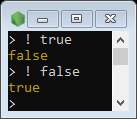 > ! true
false
> ! false
true
>